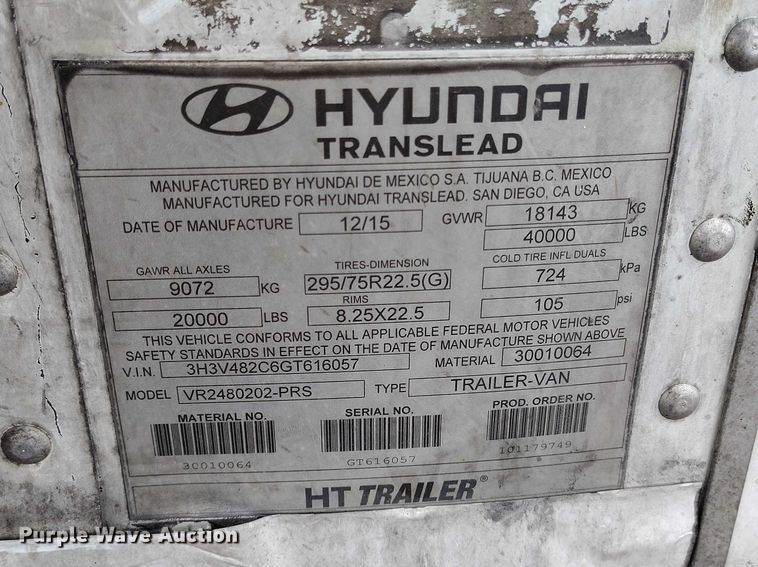 HYUNDAI
TRANSLEAD
MANUFACTURED BY HYUNDAI DE MEXICO S.A. TIJUANA B.C. MEXICO
MANUFACTURED FOR HYUNDAI TRANSLEAD. SAN DIEGO, CA USA
DATE OF MANUFACTURE 12/15 GVWR 18143 KG
40000 LBS
GAWR ALL AXLES TIRES-DIMENSION COLD TIRE INFL DUALS
9072 KG 295/75R22.5(G) 724 kPa
RIMS
20000 LBS 8.25X22.5 105 psi
THIS VEHICLE CONFORMS TO ALL APPLICABLE FEDERAL MOTOR VEHICLES
SAFETY STANDARDS IN EFFECT ON THE DATE OF MANUFACTURE SHOWN ABOVE
V.I.N. 3H3V482C6GT616057 MATERIAL 30010064
MODEL VR2480202-PRS TYPE TRAILER-VAN
MATERIAL NO. SERIAL NO. PROD. ORDER NO.
30010064 GT616057 101179749
HT TRAILER®
Purple Wave Auction